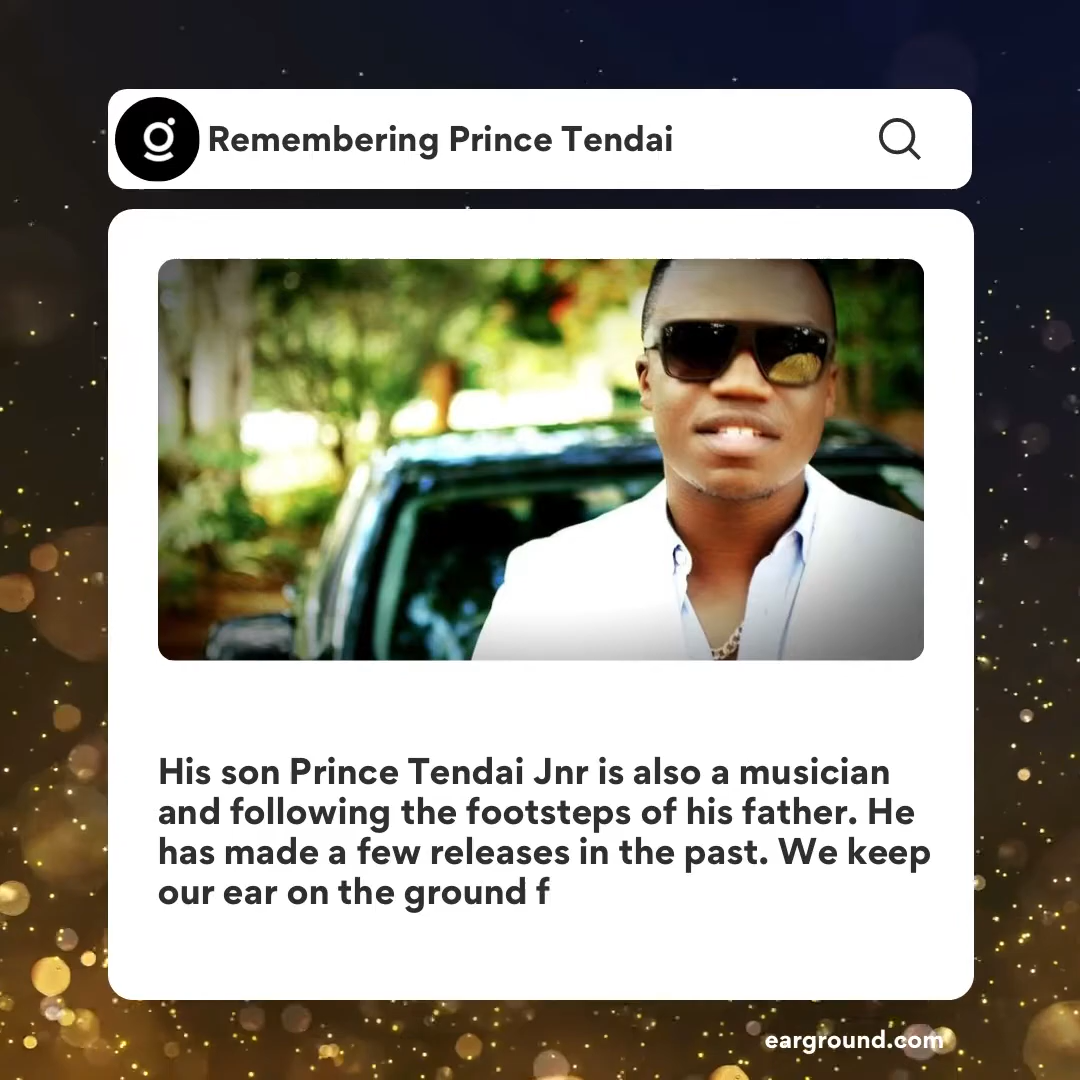 g
Remembering Prince Tendai
His son Prince Tendai Jnr is also a musician
and following the footsteps of his father. He
has made a few releases in the past. We keep
our ear on the ground f
earground.com